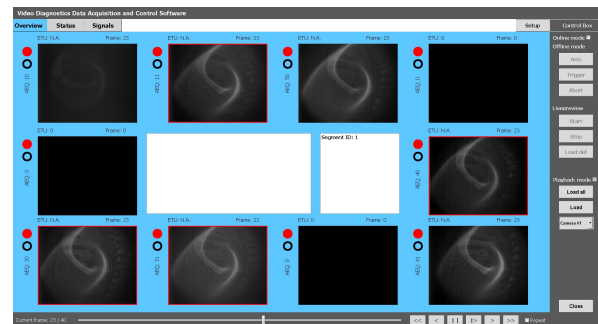 Video Diagnostics Data Acquisition and Control Software
Overview Status Signals Setup Control Box
ETU: N.A. Frame: 23 ETU: N.A. Frame: 23 ETU: N.A. Frame: 23 ETU: 0 Frame: 0
Online mode
Offline mode
AEQ: 10 AEQ: 11 AEQ: 50 AEQ: 0
Arm
Trigger
Abort
Livepreview
Start
Stop
Load def
ETU: 0 Frame: 0 Segment ID: 1 ETU: N.A. Frame: 23
AEQ: 0 AEQ: 40
Playback mode
Load all
Load
Camera #1
ETU: N.A. Frame: 23 ETU: N.A. Frame: 23 ETU: 0 Frame: 0 ETU: N.A. Frame: 23
AEQ: 20 AEQ: 31 AEQ: 0 AEQ: 41
Close
Current frame: 23 / 40 << < || |> > >> Repeat